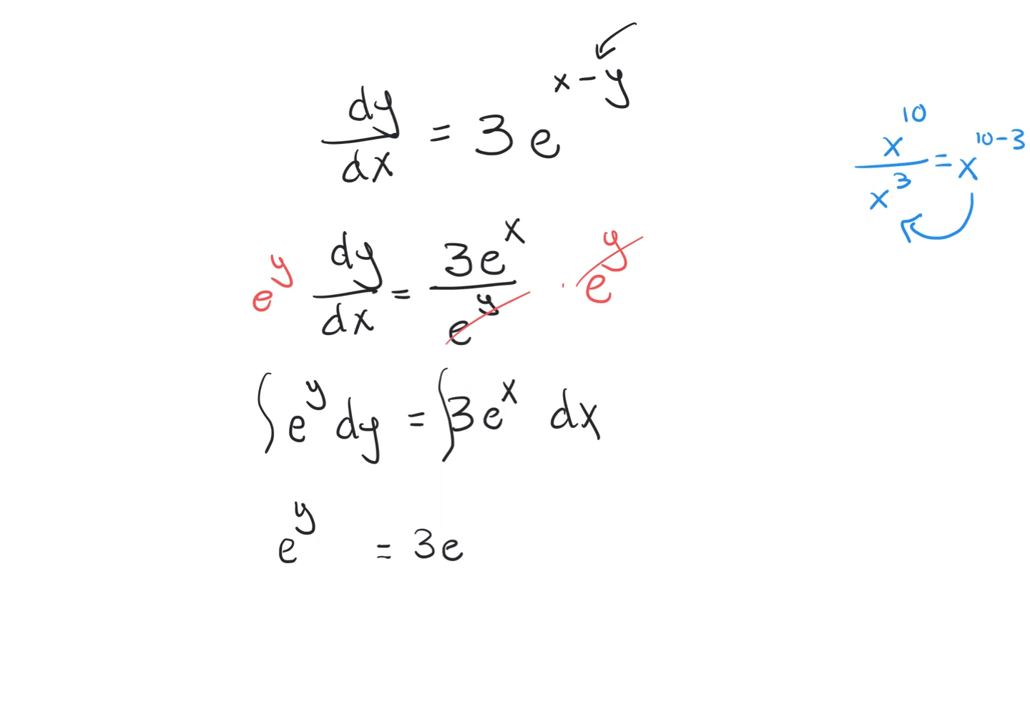 dy/dx = 3e^(x-y)
x^10/x^3 = x^(10-3)
e^y dy/dx = 3e^x/e^y · e^y
∫e^y dy = ∫3e^x dx
e^y = 3e